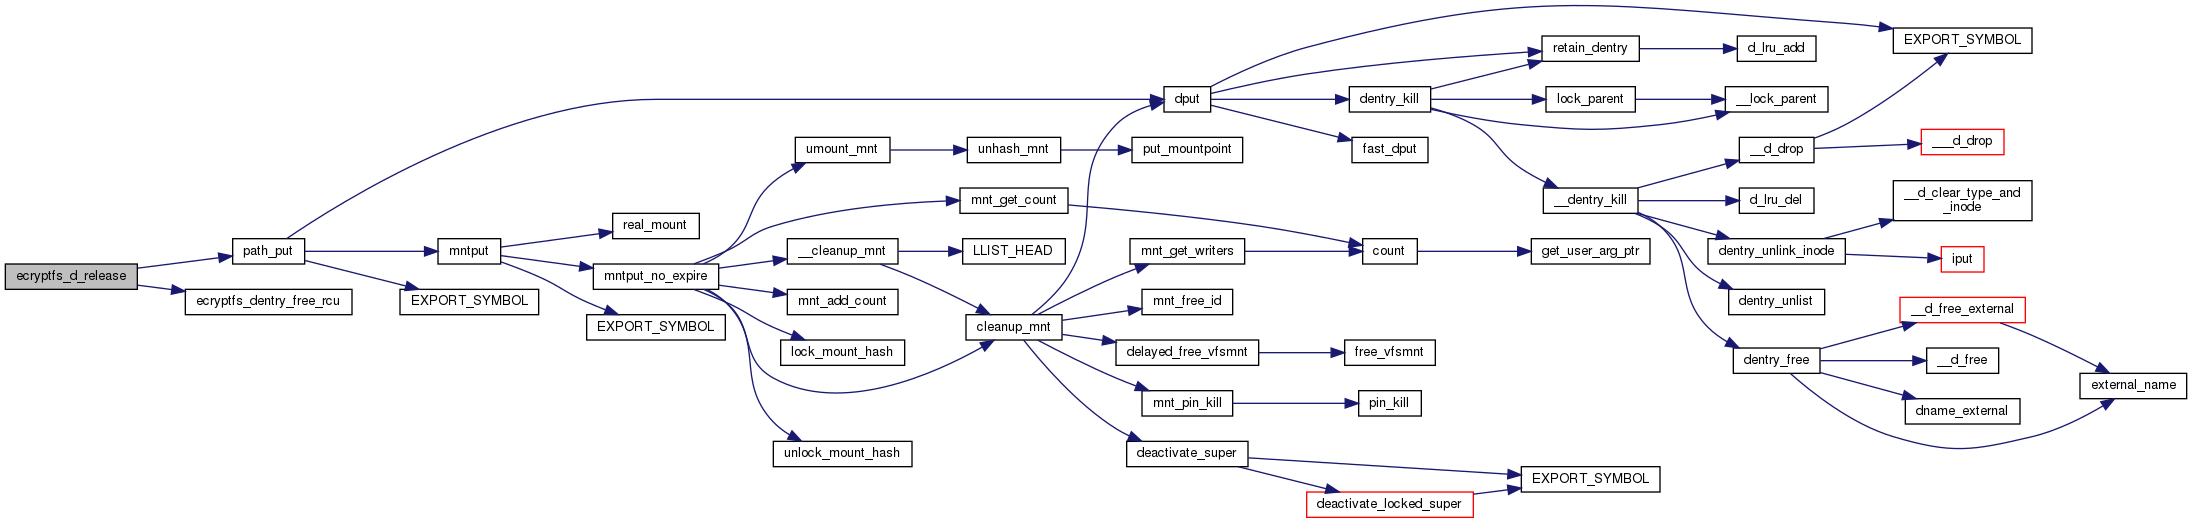 ecryptfs_d_release
path_put
ecryptfs_dentry_free_rcu
mntput
EXPORT_SYMBOL
real_mount
mntput_no_expire
EXPORT_SYMBOL
umount_mnt
__cleanup_mnt
mnt_add_count
lock_mount_hash
unlock_mount_hash
unhash_mnt
mnt_get_count
LLIST_HEAD
cleanup_mnt
put_mountpoint
mnt_get_writers
mnt_free_id
delayed_free_vfsmnt
mnt_pin_kill
deactivate_super
dput
dentry_kill
fast_dput
count
free_vfsmnt
pin_kill
deactivate_locked_super
retain_dentry
lock_parent
__dentry_kill
get_user_arg_ptr
EXPORT_SYMBOL
d_lru_add
__lock_parent
__d_drop
d_lru_del
dentry_unlink_inode
dentry_unlist
dentry_free
EXPORT_SYMBOL
___d_drop
__d_clear_type_and
_inode
iput
__d_free_external
__d_free
dname_external
external_name